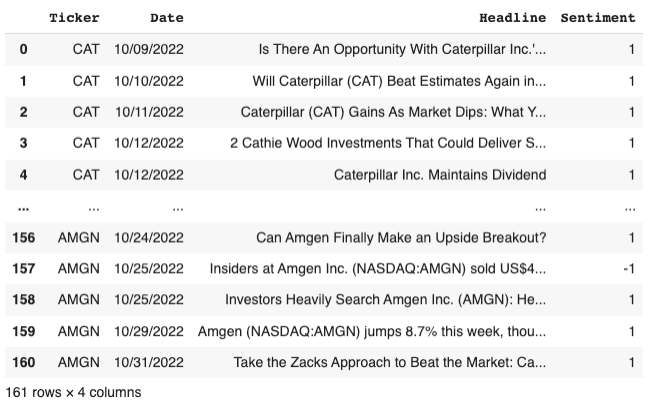 Ticker Date Headline Sentiment
0 CAT 10/09/2022 Is There An Opportunity With Caterpillar Inc.'... 1
1 CAT 10/10/2022 Will Caterpillar (CAT) Beat Estimates Again in... 1
2 CAT 10/11/2022 Caterpillar (CAT) Gains As Market Dips: What Y... 1
3 CAT 10/12/2022 2 Cathie Wood Investments That Could Deliver S... 1
4 CAT 10/12/2022 Caterpillar Inc. Maintains Dividend 1
... ... ... ... ...
156 AMGN 10/24/2022 Can Amgen Finally Make an Upside Breakout? 1
157 AMGN 10/25/2022 Insiders at Amgen Inc. (NASDAQ:AMGN) sold US$4... -1
158 AMGN 10/25/2022 Investors Heavily Search Amgen Inc. (AMGN): He... 1
159 AMGN 10/29/2022 Amgen (NASDAQ:AMGN) jumps 8.7% this week, thou... 1
160 AMGN 10/31/2022 Take the Zacks Approach to Beat the Market: Ca... 1
161 rows × 4 columns